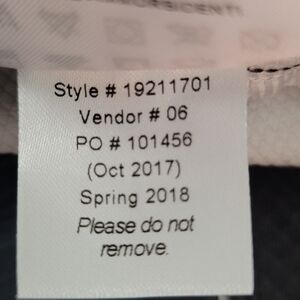 Style # 19211701
Vendor # 06
PO # 101456
(Oct 2017)
Spring 2018
Please do not
remove.